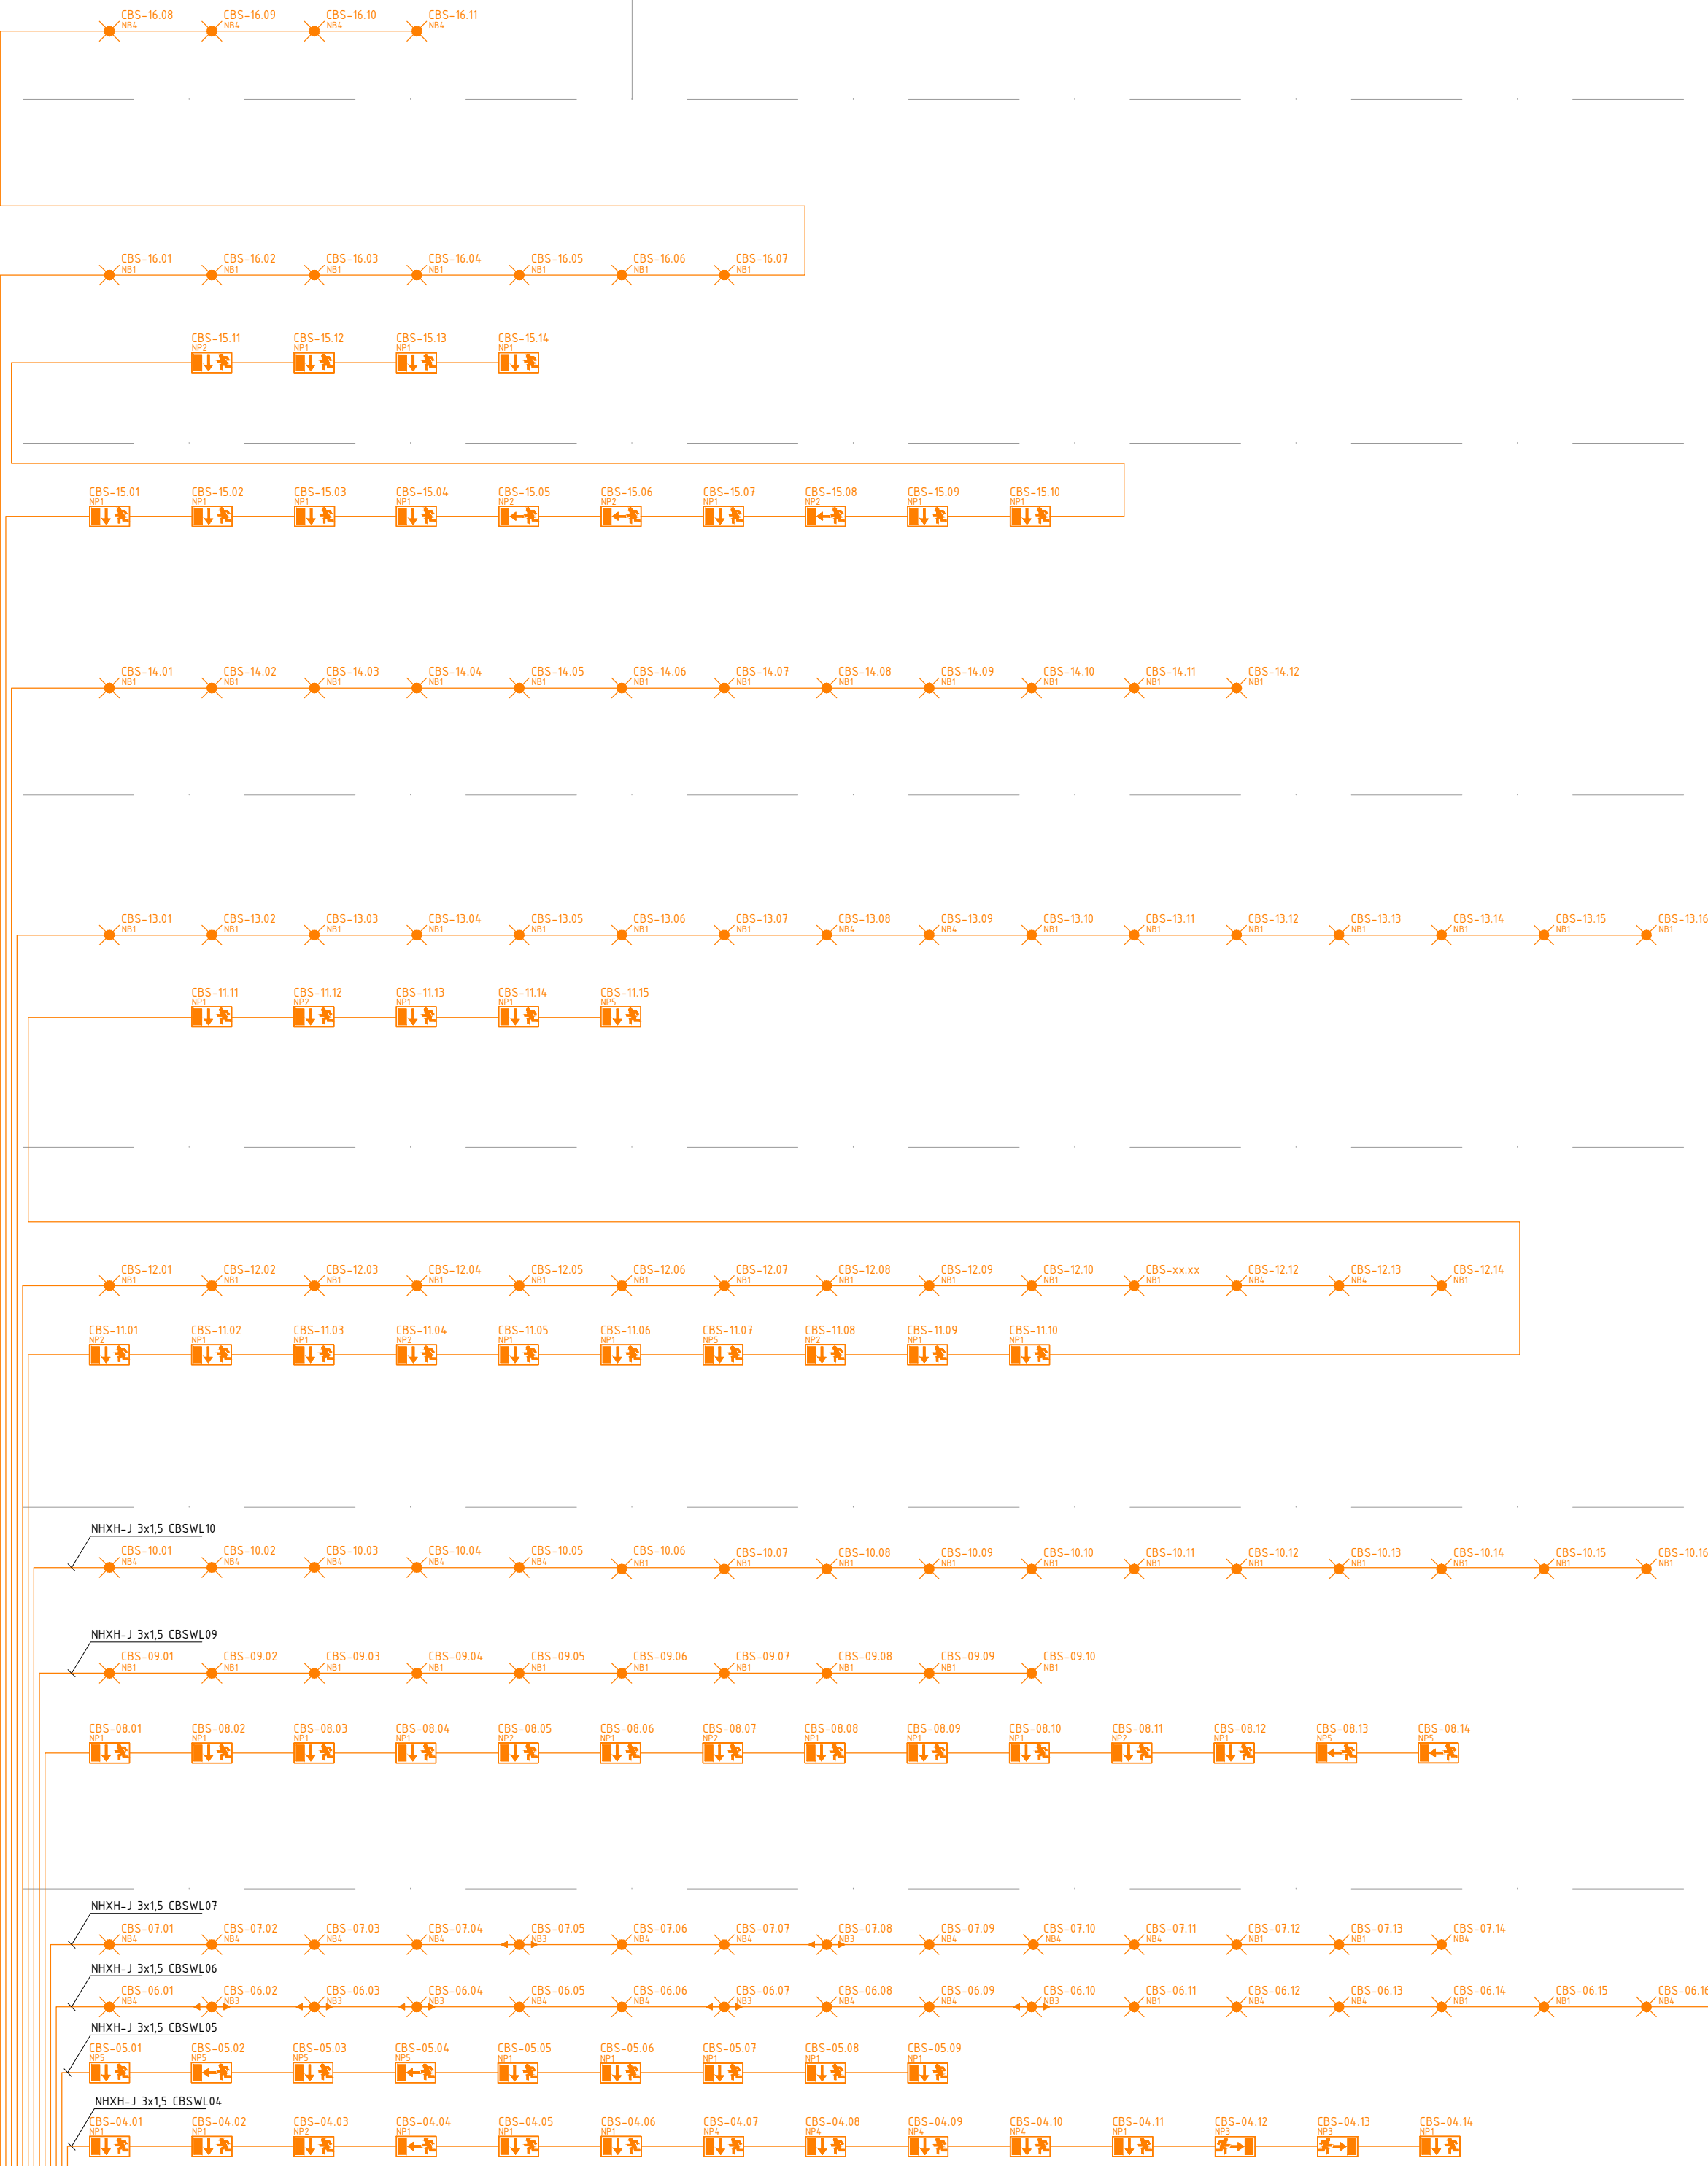 CBS-16.08 CBS-16.09 CBS-16.10 CBS-16.11
NB4 NB4 NB4 NB4
CBS-16.01 CBS-16.02 CBS-16.03 CBS-16.04 CBS-16.05 CBS-16.06 CBS-16.07
NB1 NB1 NB1 NB1 NB1 NB1 NB1
CBS-15.11 CBS-15.12 CBS-15.13 CBS-15.14
NP2 NP1 NP1 NP1
CBS-15.01 CBS-15.02 CBS-15.03 CBS-15.04 CBS-15.05 CBS-15.06 CBS-15.07 CBS-15.08 CBS-15.09 CBS-15.10
NP1 NP1 NP1 NP1 NP2 NP2 NP1 NP2 NP1 NP1
CBS-14.01 CBS-14.02 CBS-14.03 CBS-14.04 CBS-14.05 CBS-14.06 CBS-14.07 CBS-14.08 CBS-14.09 CBS-14.10 CBS-14.11 CBS-14.12
NB1 NB1 NB1 NB1 NB1 NB1 NB1 NB1 NB1 NB1 NB1 NB1
CBS-13.01 CBS-13.02 CBS-13.03 CBS-13.04 CBS-13.05 CBS-13.06 CBS-13.07 CBS-13.08 CBS-13.09 CBS-13.10 CBS-13.11 CBS-13.12 CBS-13.13 CBS-13.14 CBS-13.15 CBS-13.16
NB1 NB1 NB1 NB1 NB1 NB1 NB1 NB4 NB4 NB1 NB1 NB1 NB1 NB1 NB1 NB1
CBS-11.11 CBS-11.12 CBS-11.13 CBS-11.14 CBS-11.15
NP1 NP2 NP1 NP1 NP5
CBS-12.01 CBS-12.02 CBS-12.03 CBS-12.04 CBS-12.05 CBS-12.06 CBS-12.07 CBS-12.08 CBS-12.09 CBS-12.10 CBS-xx.xx CBS-12.12 CBS-12.13 CBS-12.14
NB1 NB1 NB1 NB1 NB1 NB1 NB1 NB1 NB1 NB1 NB1 NB4 NB4 NB1
CBS-11.01 CBS-11.02 CBS-11.03 CBS-11.04 CBS-11.05 CBS-11.06 CBS-11.07 CBS-11.08 CBS-11.09 CBS-11.10
NP2 NP1 NP1 NP2 NP1 NP1 NP5 NP2 NP1 NP1
NHXH-J 3x1,5 CBSWL10
CBS-10.01 CBS-10.02 CBS-10.03 CBS-10.04 CBS-10.05 CBS-10.06 CBS-10.07 CBS-10.08 CBS-10.09 CBS-10.10 CBS-10.11 CBS-10.12 CBS-10.13 CBS-10.14 CBS-10.15 CBS-10.16
NB4 NB4 NB4 NB4 NB4 NB1 NB1 NB1 NB1 NB1 NB1 NB1 NB1 NB1 NB1 NB1
NHXH-J 3x1,5 CBSWL09
CBS-09.01 CBS-09.02 CBS-09.03 CBS-09.04 CBS-09.05 CBS-09.06 CBS-09.07 CBS-09.08 CBS-09.09 CBS-09.10
NB1 NB1 NB1 NB1 NB1 NB1 NB1 NB1 NB1 NB1
CBS-08.01 CBS-08.02 CBS-08.03 CBS-08.04 CBS-08.05 CBS-08.06 CBS-08.07 CBS-08.08 CBS-08.09 CBS-08.10 CBS-08.11 CBS-08.12 CBS-08.13 CBS-08.14
NP1 NP1 NP1 NP1 NP2 NP1 NP2 NP1 NP1 NP1 NP2 NP1 NP5 NP5
NHXH-J 3x1,5 CBSWL07
CBS-07.01 CBS-07.02 CBS-07.03 CBS-07.04 CBS-07.05 CBS-07.06 CBS-07.07 CBS-07.08 CBS-07.09 CBS-07.10 CBS-07.11 CBS-07.12 CBS-07.13 CBS-07.14
NB4 NB4 NB4 NB4 NB3 NB4 NB4 NB3 NB4 NB4 NB4 NB1 NB1 NB4
NHXH-J 3x1,5 CBSWL06
CBS-06.01 CBS-06.02 CBS-06.03 CBS-06.04 CBS-06.05 CBS-06.06 CBS-06.07 CBS-06.08 CBS-06.09 CBS-06.10 CBS-06.11 CBS-06.12 CBS-06.13 CBS-06.14 CBS-06.15 CBS-06.16
NB4 NB3 NB3 NB3 NB4 NB4 NB3 NB4 NB4 NB3 NB1 NB4 NB4 NB1 NB1 NB4
NHXH-J 3x1,5 CBSWL05
CBS-05.01 CBS-05.02 CBS-05.03 CBS-05.04 CBS-05.05 CBS-05.06 CBS-05.07 CBS-05.08 CBS-05.09
NP5 NP5 NP5 NP5 NP1 NP1 NP1 NP1 NP1
NHXH-J 3x1,5 CBSWL04
CBS-04.01 CBS-04.02 CBS-04.03 CBS-04.04 CBS-04.05 CBS-04.06 CBS-04.07 CBS-04.08 CBS-04.09 CBS-04.10 CBS-04.11 CBS-04.12 CBS-04.13 CBS-04.14
NP1 NP1 NP2 NP1 NP1 NP1 NP4 NP4 NP4 NP4 NP1 NP3 NP3 NP1